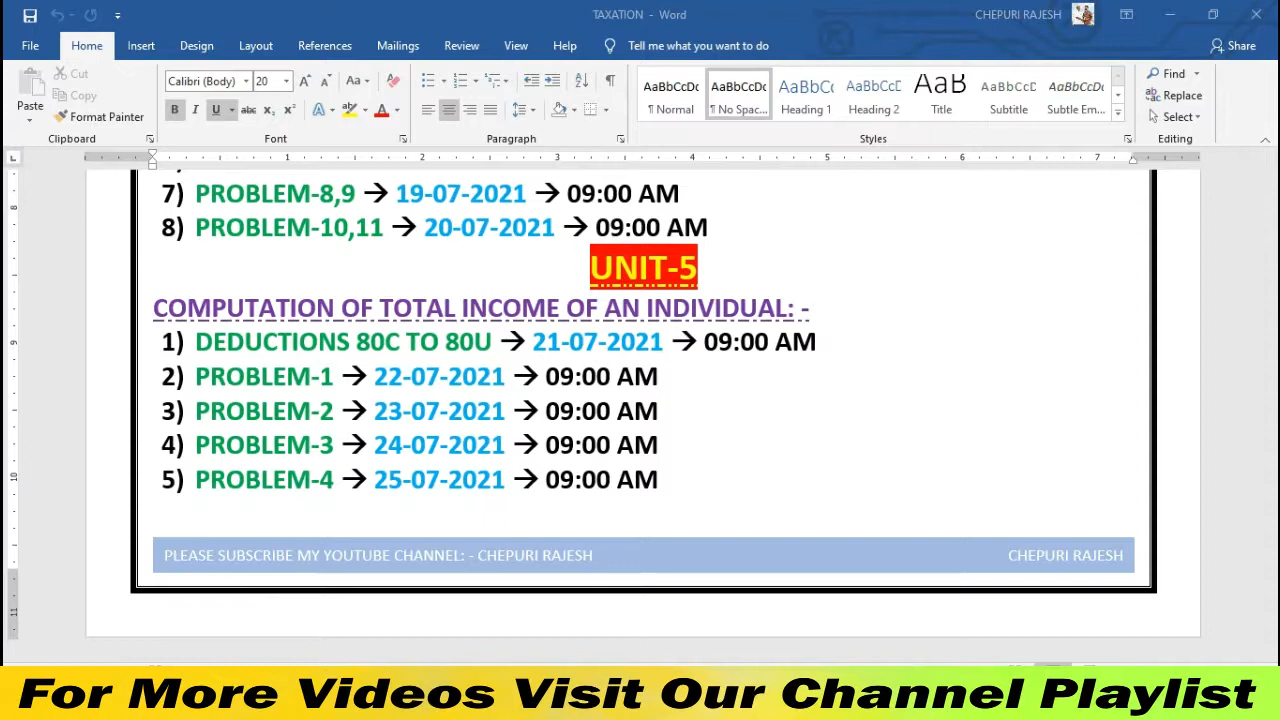 TAXATION - Word
CHEPURI RAJESH
File Home Insert Design Layout References Mailings Review View Help Tell me what you want to do Share
Paste
Cut
Copy
Format Painter
Clipboard
Calibri (Body) 20
Font
Paragraph
AaBbCcDd ¶ Normal
AaBbCcDd ¶ No Spac...
AaBbCc Heading 1
AaBbCcD Heading 2
AaB Title
AaBbCcD Subtitle
AaBbCcDd Subtle Em...
Styles
Find
Replace
Select
Editing
7) PROBLEM-8,9 → 19-07-2021 → 09:00 AM
8) PROBLEM-10,11 → 20-07-2021 → 09:00 AM
UNIT-5
COMPUTATION OF TOTAL INCOME OF AN INDIVIDUAL: -
1) DEDUCTIONS 80C TO 80U → 21-07-2021 → 09:00 AM
2) PROBLEM-1 → 22-07-2021 → 09:00 AM
3) PROBLEM-2 → 23-07-2021 → 09:00 AM
4) PROBLEM-3 → 24-07-2021 → 09:00 AM
5) PROBLEM-4 → 25-07-2021 → 09:00 AM
PLEASE SUBSCRIBE MY YOUTUBE CHANNEL: - CHEPURI RAJESH CHEPURI RAJESH
For More Videos Visit Our Channel Playlist